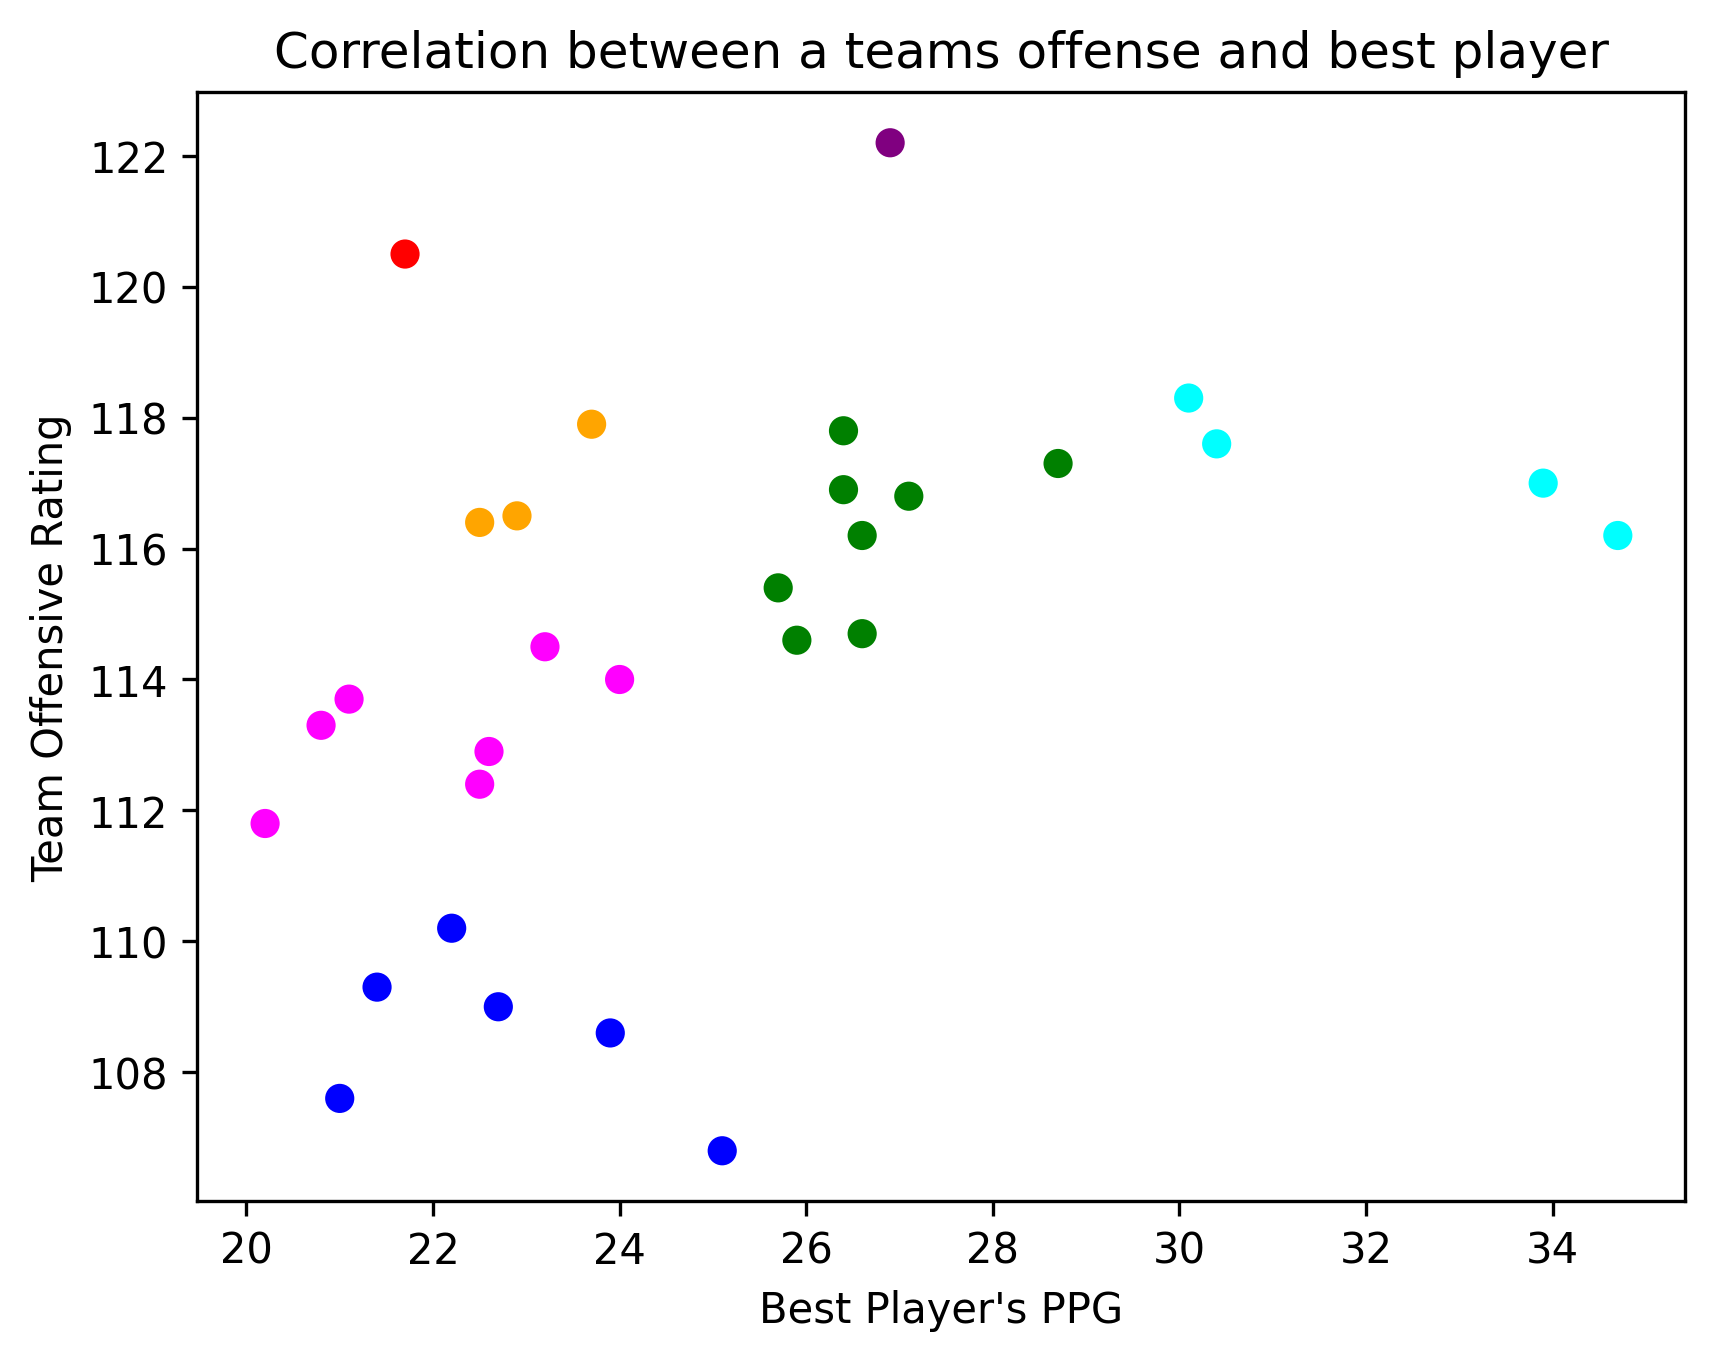 Correlation between a teams offense and best player
122
120
118
116
114
112
110
108
Team Offensive Rating
20 22 24 26 28 30 32 34
Best Player's PPG